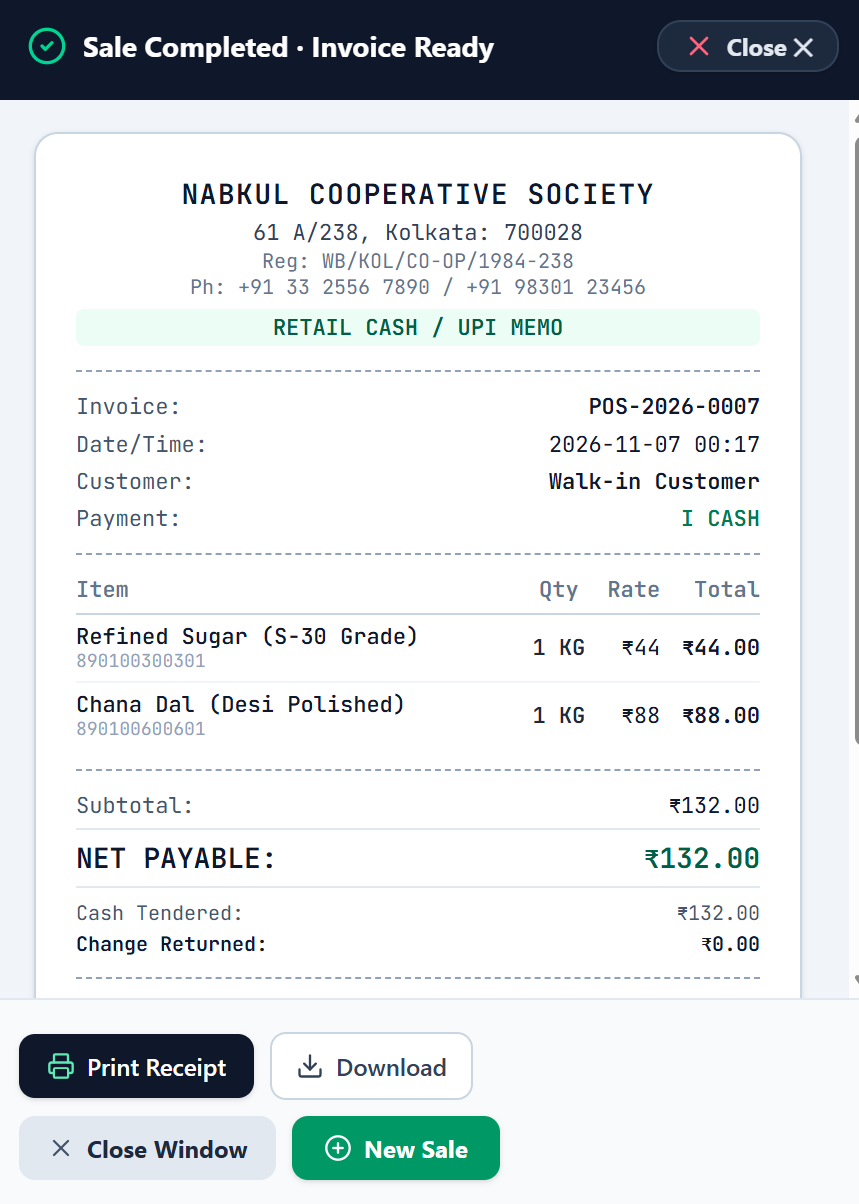 Sale Completed · Invoice Ready
Close
NABKUL COOPERATIVE SOCIETY
61 A/238, Kolkata: 700028
Reg: WB/KOL/CO-OP/1984-238
Ph: +91 33 2556 7890 / +91 98301 23456
RETAIL CASH / UPI MEMO
Invoice: POS-2026-0007
Date/Time: 2026-11-07 00:17
Customer: Walk-in Customer
Payment: I CASH
Item Qty Rate Total
Refined Sugar (S-30 Grade) 1 KG ₹44 ₹44.00
890100300301
Chana Dal (Desi Polished) 1 KG ₹88 ₹88.00
890100600601
Subtotal: ₹132.00
NET PAYABLE: ₹132.00
Cash Tendered: ₹132.00
Change Returned: ₹0.00
Print Receipt
Download
Close Window
New Sale